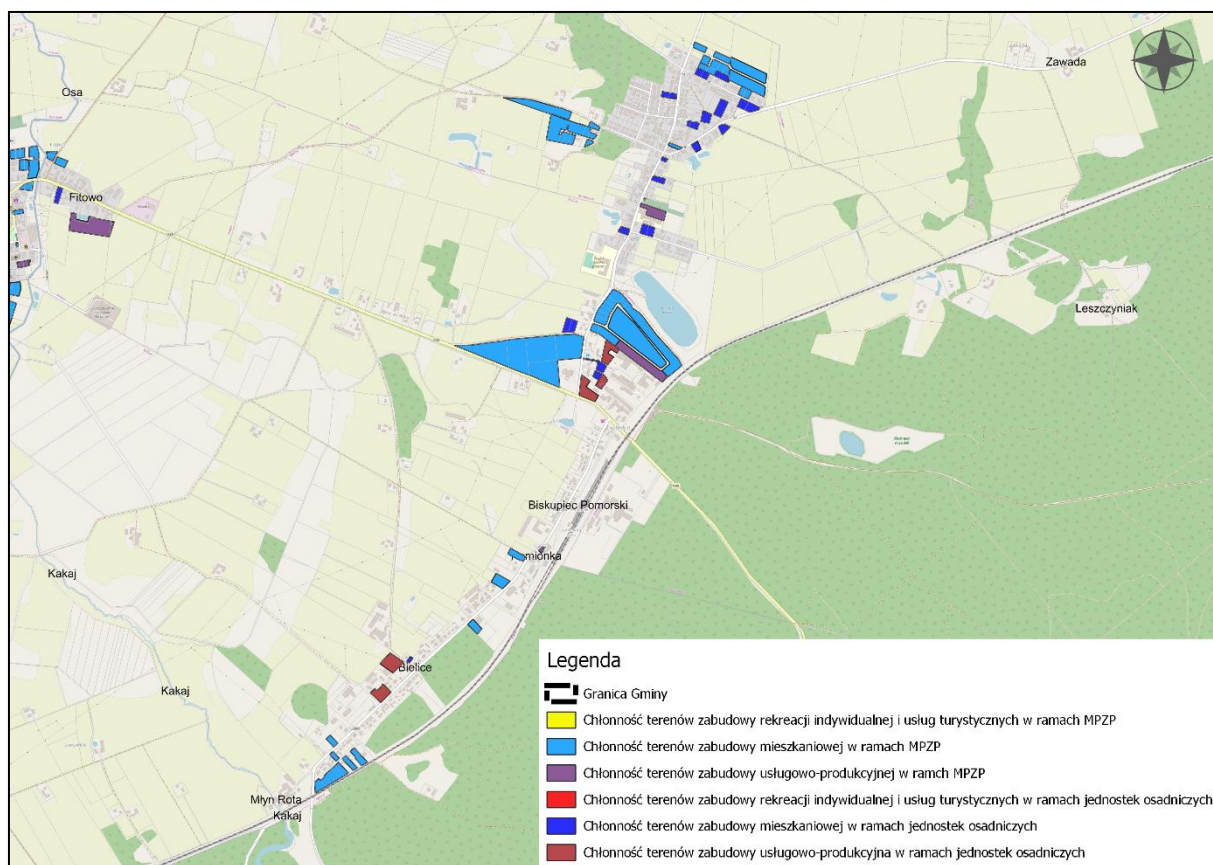 Zawada
Osa
Fitowo
Leszczyniak
Biskupiec Pomorski
Kakaj
Bielice
Kakaj
Młyn Rota
Kakaj
Legenda
Granica Gminy
Chłonność terenów zabudowy rekreacji indywidualnej i usług turystycznych w ramach MPZP
Chłonność terenów zabudowy mieszkaniowej w ramach MPZP
Chłonność terenów zabudowy usługowo-produkcyjnej w ramch MPZP
Chłonność terenów zabudowy rekreacji indywidualnej i usług turystycznych w ramach jednostek osadniczych
Chłonność terenów zabudowy mieszkaniowej w ramach jednostek osadniczych
Chłonność terenów zabudowy usługowo-produkcyjna w ramach jednostek osadniczych